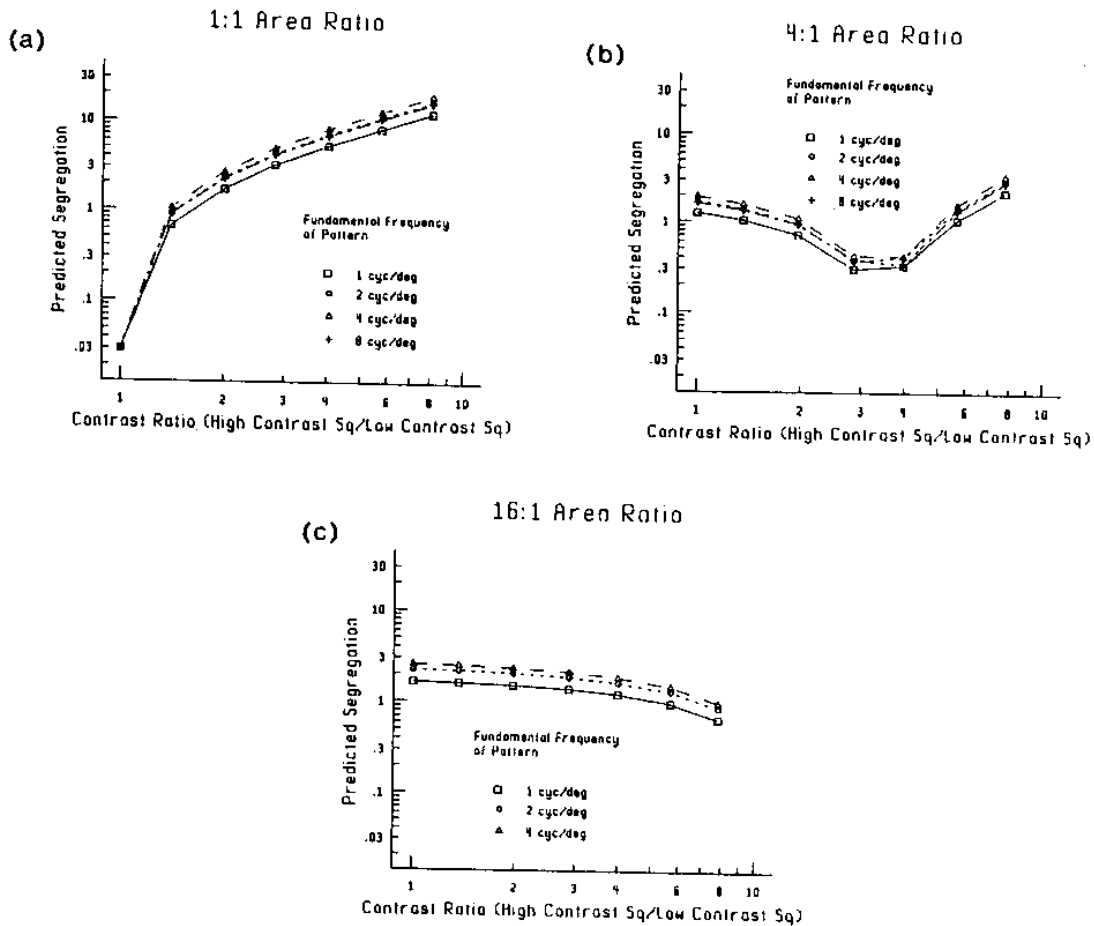 (a)
1:1 Area Ratio
Predicted Segregation
30
10
3
1
.3
.1
.03
Fundamental Frequency
of Pattern
1 cyc/deg
2 cyc/deg
4 cyc/deg
8 cyc/deg
1 2 3 4 6 8 10
Contrast Ratio (High Contrast Sq/Low Contrast Sq)
(b)
4:1 Area Ratio
Predicted Segregation
30
10
3
1
.3
.1
.03
Fundamental Frequency
of Pattern
1 cyc/deg
2 cyc/deg
4 cyc/deg
8 cyc/deg
1 2 3 4 6 8 10
Contrast Ratio (High Contrast Sq/Low Contrast Sq)
(c)
16:1 Area Ratio
Predicted Segregation
30
10
3
1
.3
.1
.03
Fundamental Frequency
of Pattern
1 cyc/deg
2 cyc/deg
4 cyc/deg
1 2 3 4 6 8 10
Contrast Ratio (High Contrast Sq/Low Contrast Sq)